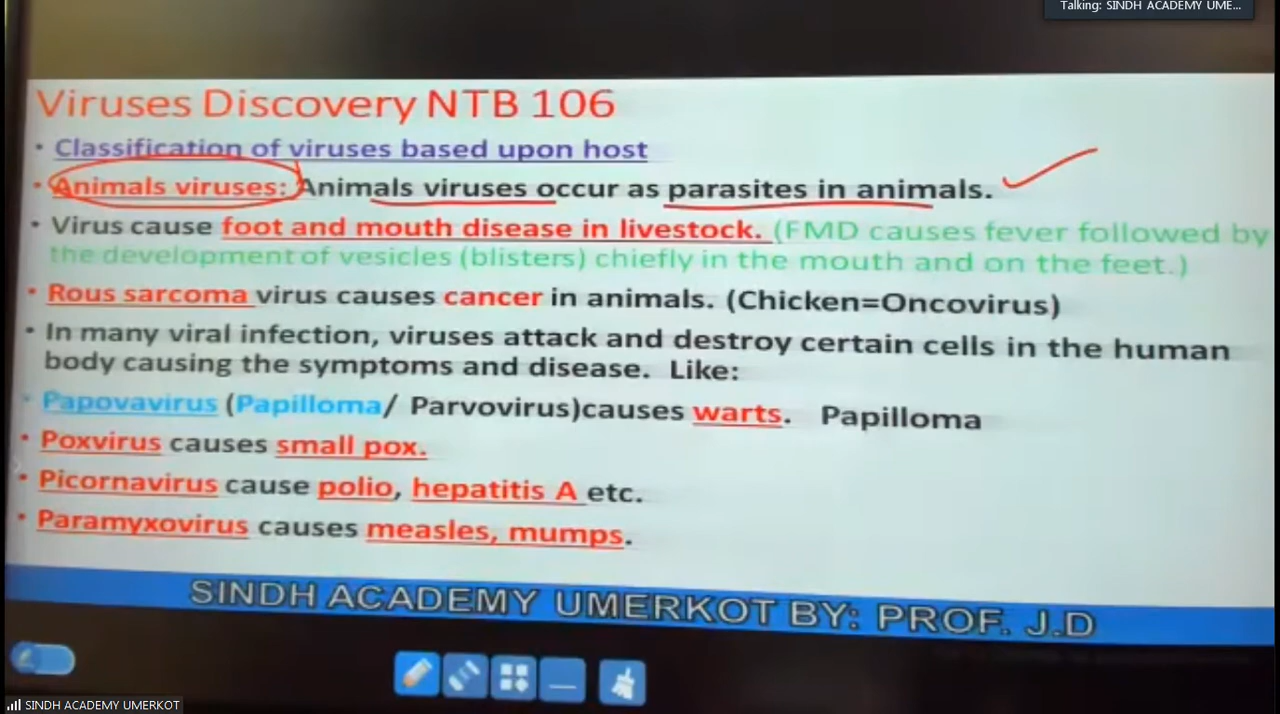 Talking: SINDH ACADEMY UME...
Viruses Discovery NTB 106
• Classification of viruses based upon host
• Animals viruses: Animals viruses occur as parasites in animals.
• Virus cause foot and mouth disease in livestock. (FMD causes fever followed by
the development of vesicles (blisters) chiefly in the mouth and on the feet.)
• Rous sarcoma virus causes cancer in animals. (Chicken=Oncovirus)
• In many viral infection, viruses attack and destroy certain cells in the human
body causing the symptoms and disease. Like:
• Papovavirus (Papilloma/ Parvovirus)causes warts. Papilloma
• Poxvirus causes small pox.
• Picornavirus cause polio, hepatitis A etc.
• Paramyxovirus causes measles, mumps.
SINDH ACADEMY UMERKOT BY: PROF. J.D
SINDH ACADEMY UMERKOT